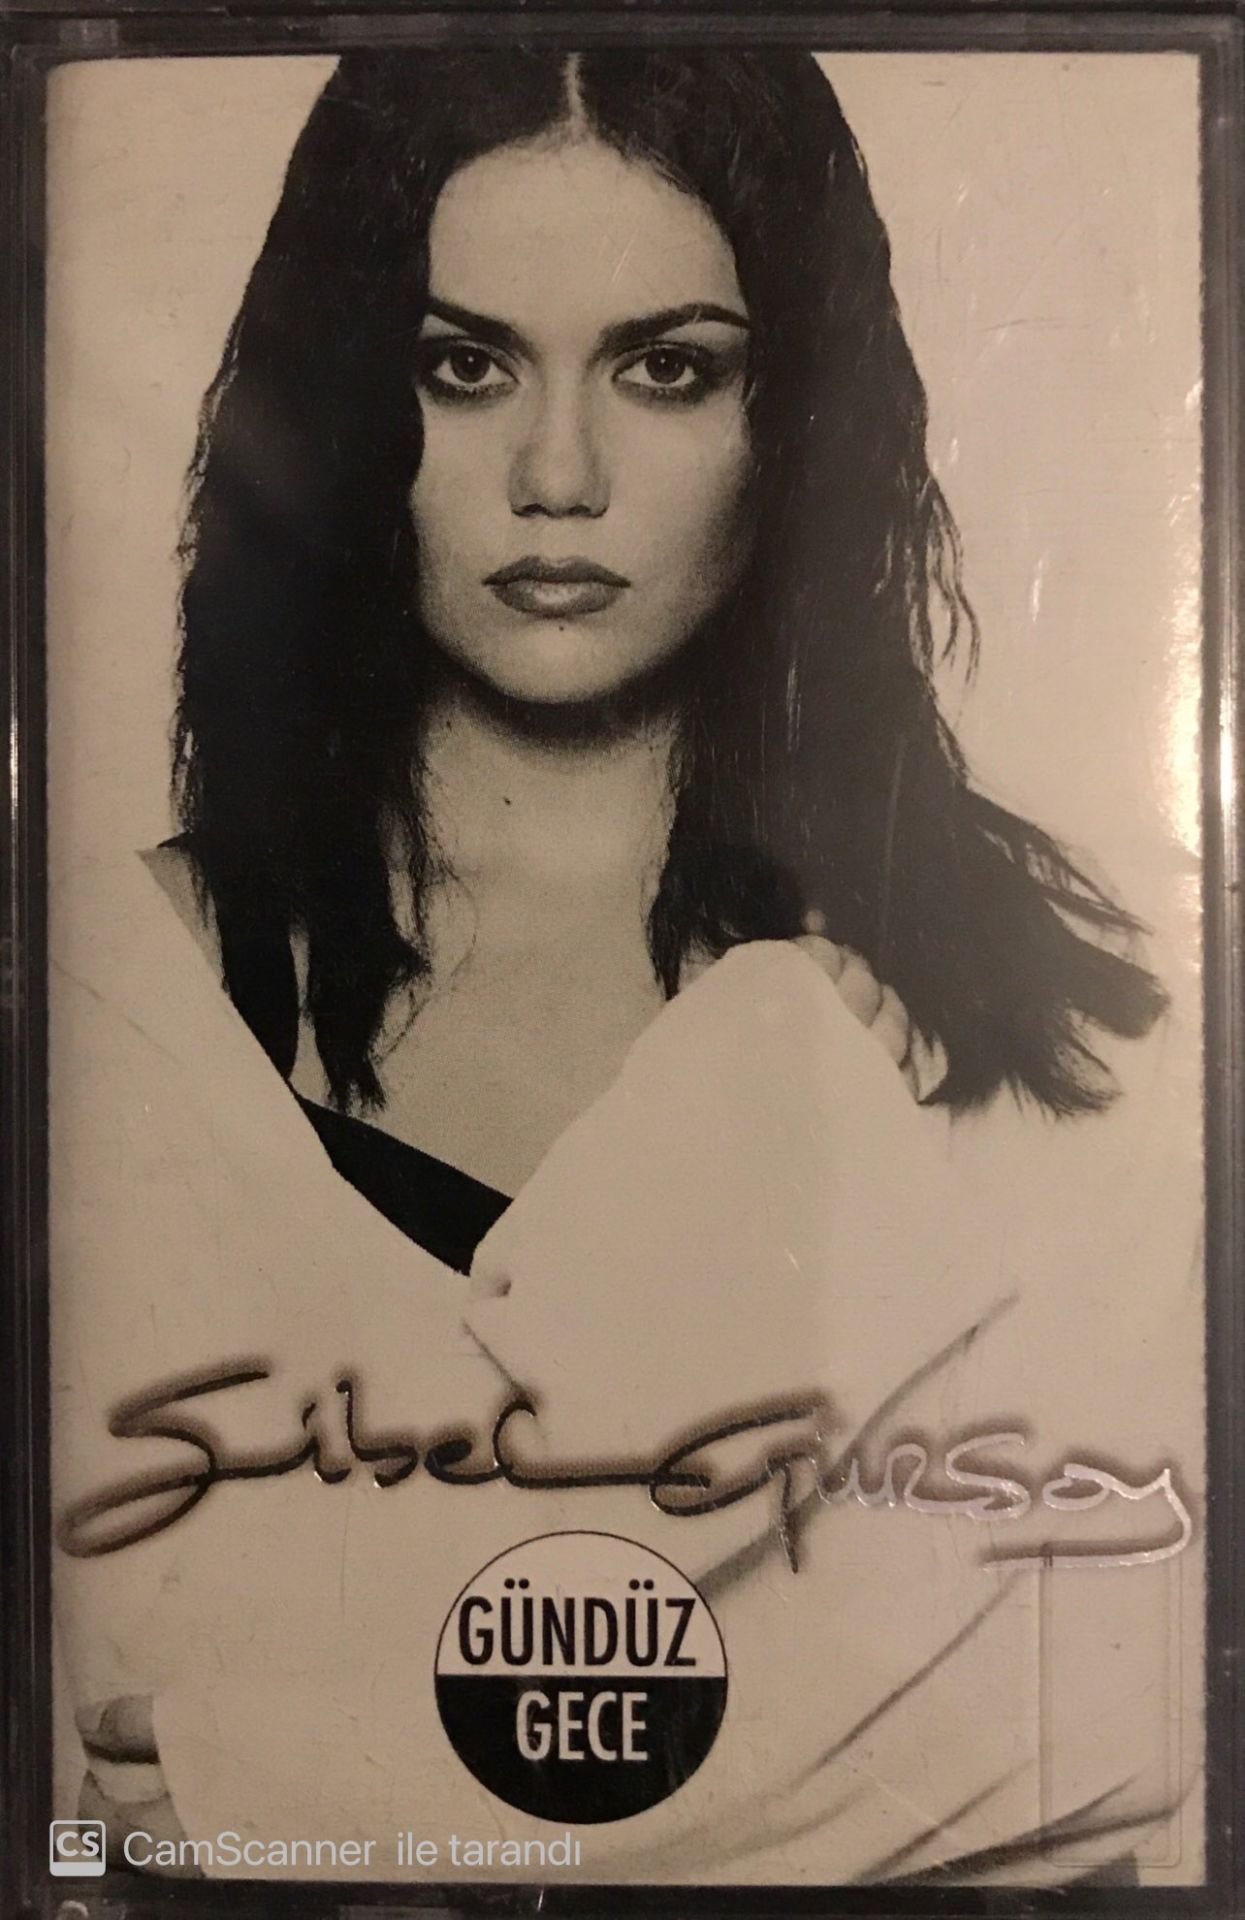 Sibel Gürsoy
GÜNDÜZ
GECE
CS CamScanner ile tarandı